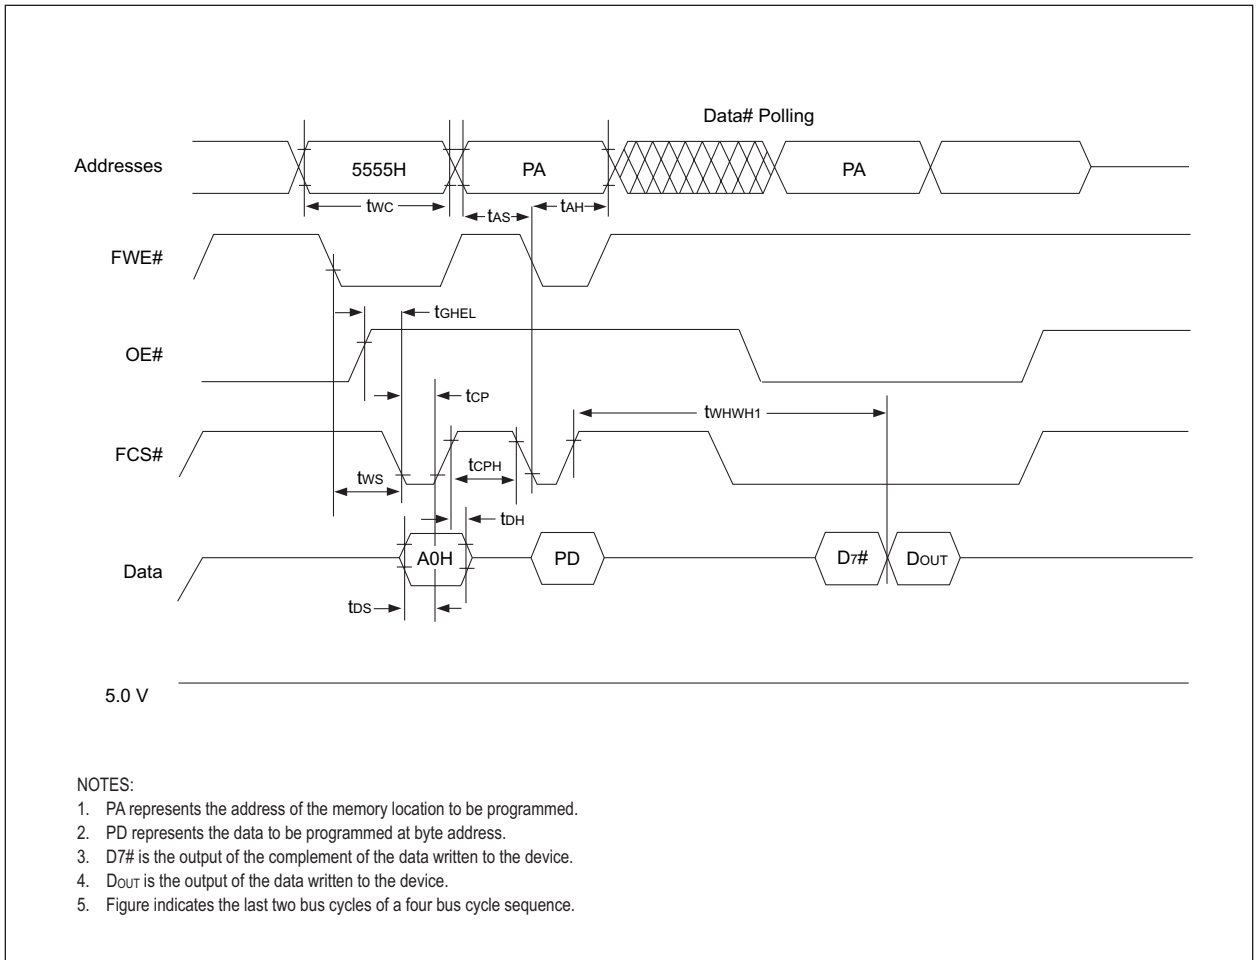 Data# Polling
Addresses
5555H
PA
PA
tWC
tAS
tAH
FWE#
tGHEL
OE#
tCP
tWHWH1
FCS#
tCPH
tWS
tDH
A0H
PD
D7#
DOUT
Data
tDS
5.0 V
NOTES:
1. PA represents the address of the memory location to be programmed.
2. PD represents the data to be programmed at byte address.
3. D7# is the output of the complement of the data written to the device.
4. DOUT is the output of the data written to the device.
5. Figure indicates the last two bus cycles of a four bus cycle sequence.